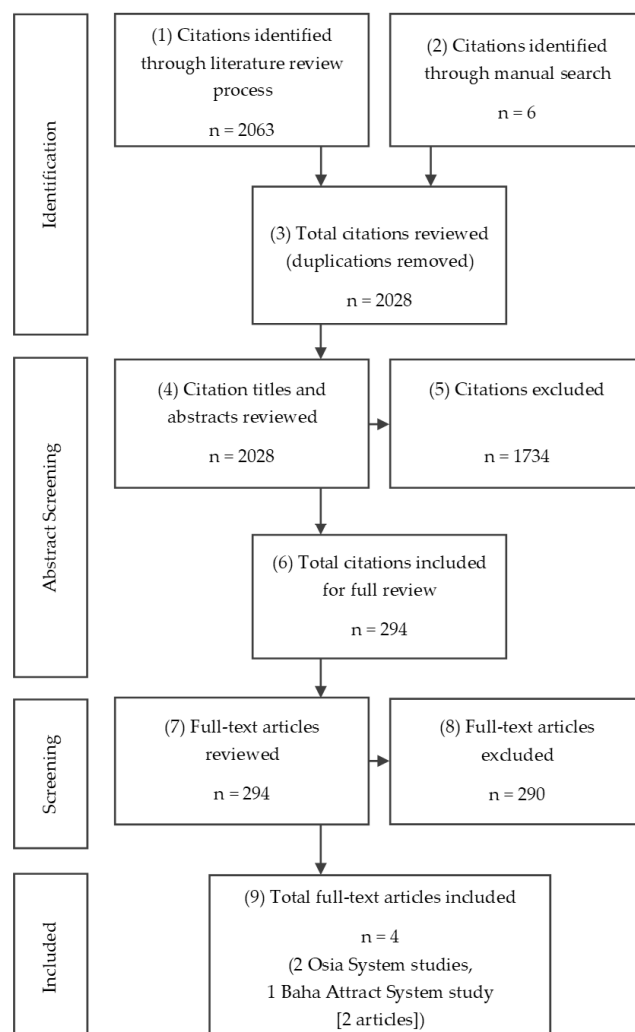 Identification
(1) Citations identified
through literature review
process
n = 2063
(2) Citations identified
through manual search
n = 6
(3) Total citations reviewed
(duplications removed)
n = 2028
Abstract Screening
(4) Citation titles and
abstracts reviewed
n = 2028
(5) Citations excluded
n = 1734
(6) Total citations included
for full review
n = 294
Screening
(7) Full-text articles
reviewed
n = 294
(8) Full-text articles
excluded
n = 290
Included
(9) Total full-text articles included
n = 4
(2 Osia System studies,
1 Baha Attract System study
[2 articles])